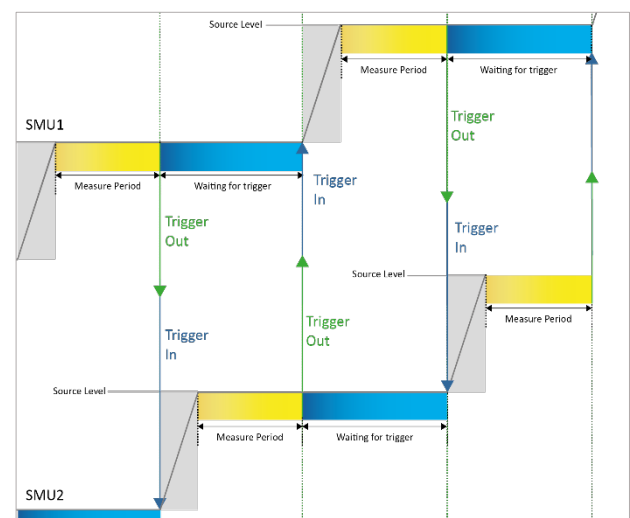 Source Level
Measure Period
Waiting for trigger
SMU1
Trigger
Out
Measure Period
Waiting for trigger
Trigger
In
Trigger
Out
Trigger
In
Source Level
Trigger
Out
Measure Period
Trigger
In
Source Level
Measure Period
Waiting for trigger
SMU2